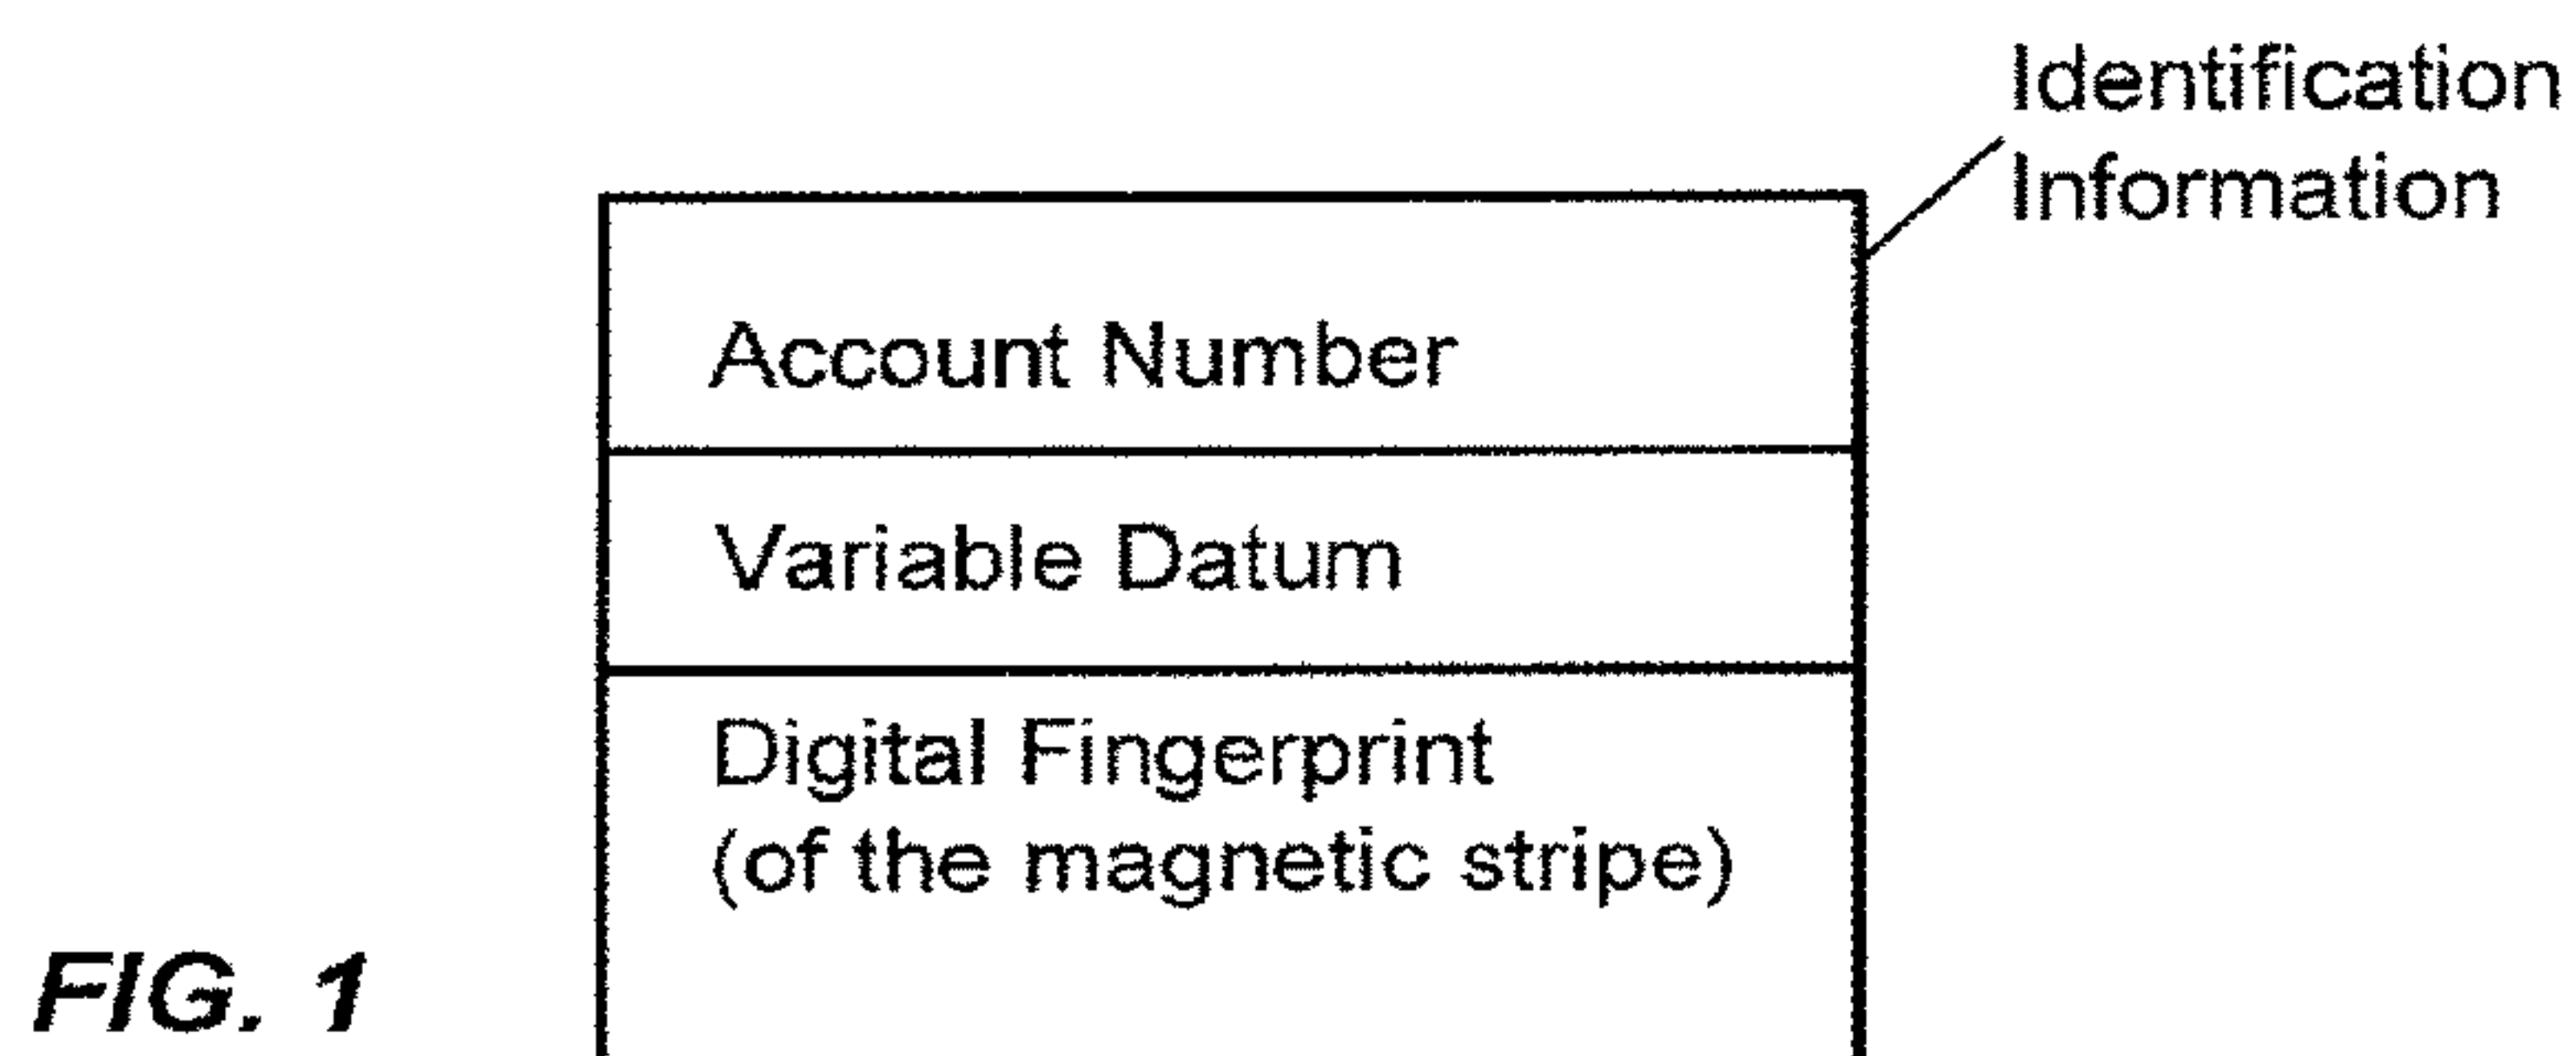 Identification
Information
Account Number
Variable Datum
Digital Fingerprint
(of the magnetic stripe)
FIG. 1